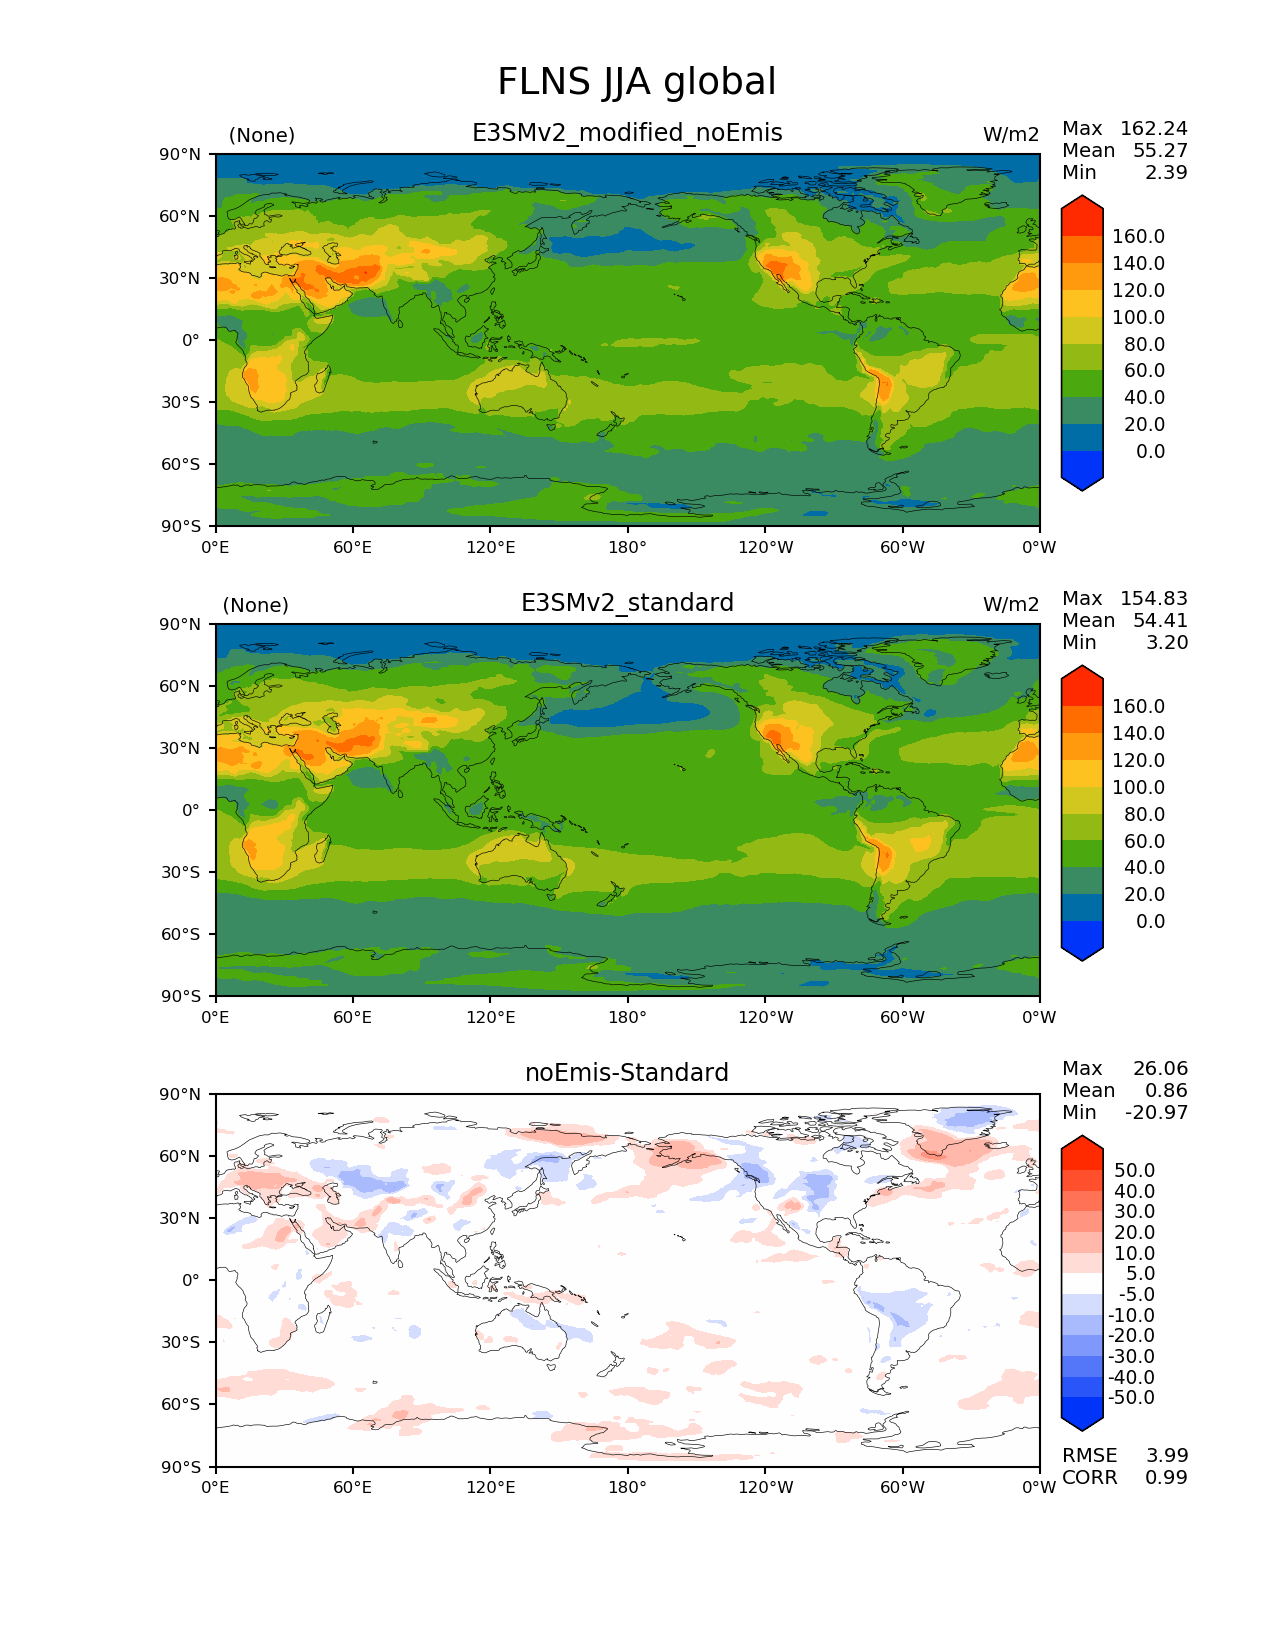 FLNS JJA global
(None) E3SMv2_modified_noEmis W/m2
Max 162.24
Mean 55.27
Min 2.39
90°N
60°N
30°N
0°
30°S
60°S
90°S
0°E 60°E 120°E 180° 120°W 60°W 0°W
160.0
140.0
120.0
100.0
80.0
60.0
40.0
20.0
0.0
(None) E3SMv2_standard W/m2
Max 154.83
Mean 54.41
Min 3.20
90°N
60°N
30°N
0°
30°S
60°S
90°S
0°E 60°E 120°E 180° 120°W 60°W 0°W
160.0
140.0
120.0
100.0
80.0
60.0
40.0
20.0
0.0
noEmis-Standard
Max 26.06
Mean 0.86
Min -20.97
90°N
60°N
30°N
0°
30°S
60°S
90°S
0°E 60°E 120°E 180° 120°W 60°W 0°W
50.0
40.0
30.0
20.0
10.0
5.0
-5.0
-10.0
-20.0
-30.0
-40.0
-50.0
RMSE 3.99
CORR 0.99